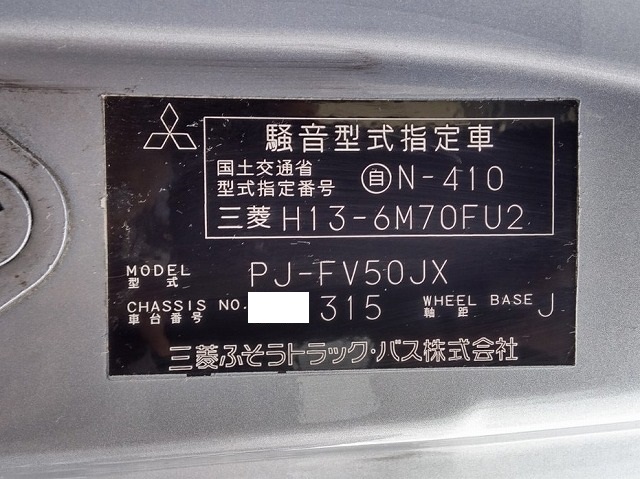 騒音型式指定車
国土交通省
型式指定番号 自N-410
三菱 H13-6M70FU2
MODEL PJ-FV50JX
型式
CHASSIS NO. 315 WHEEL BASE J
車台番号 軸距
三菱ふそうトラック・バス株式会社